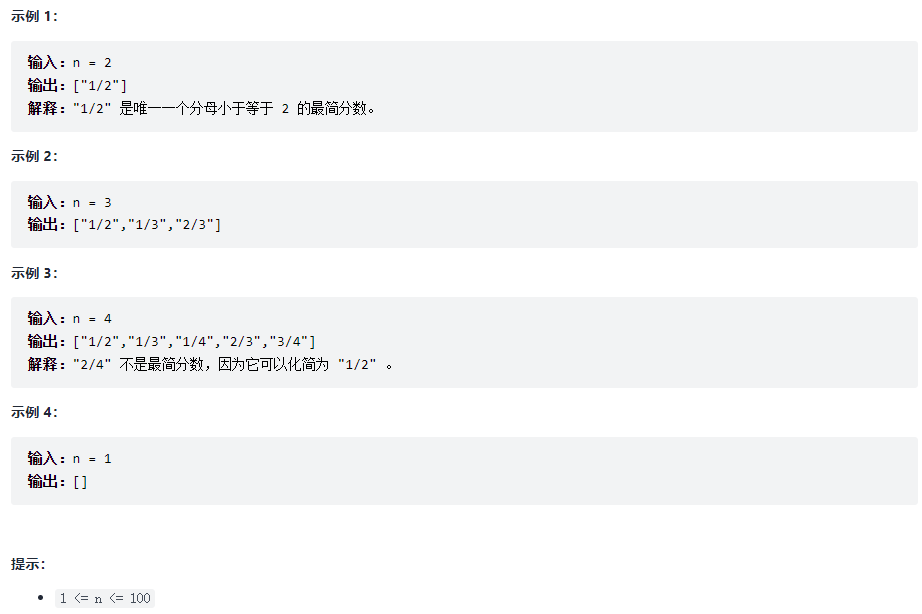 示例 1：
输入：n = 2
输出：["1/2"]
解释："1/2" 是唯一一个分母小于等于 2 的最简分数。
示例 2：
输入：n = 3
输出：["1/2","1/3","2/3"]
示例 3：
输入：n = 4
输出：["1/2","1/3","1/4","2/3","3/4"]
解释："2/4" 不是最简分数，因为它可以化简为 "1/2" 。
示例 4：
输入：n = 1
输出：[]
提示：
• 1 <= n <= 100